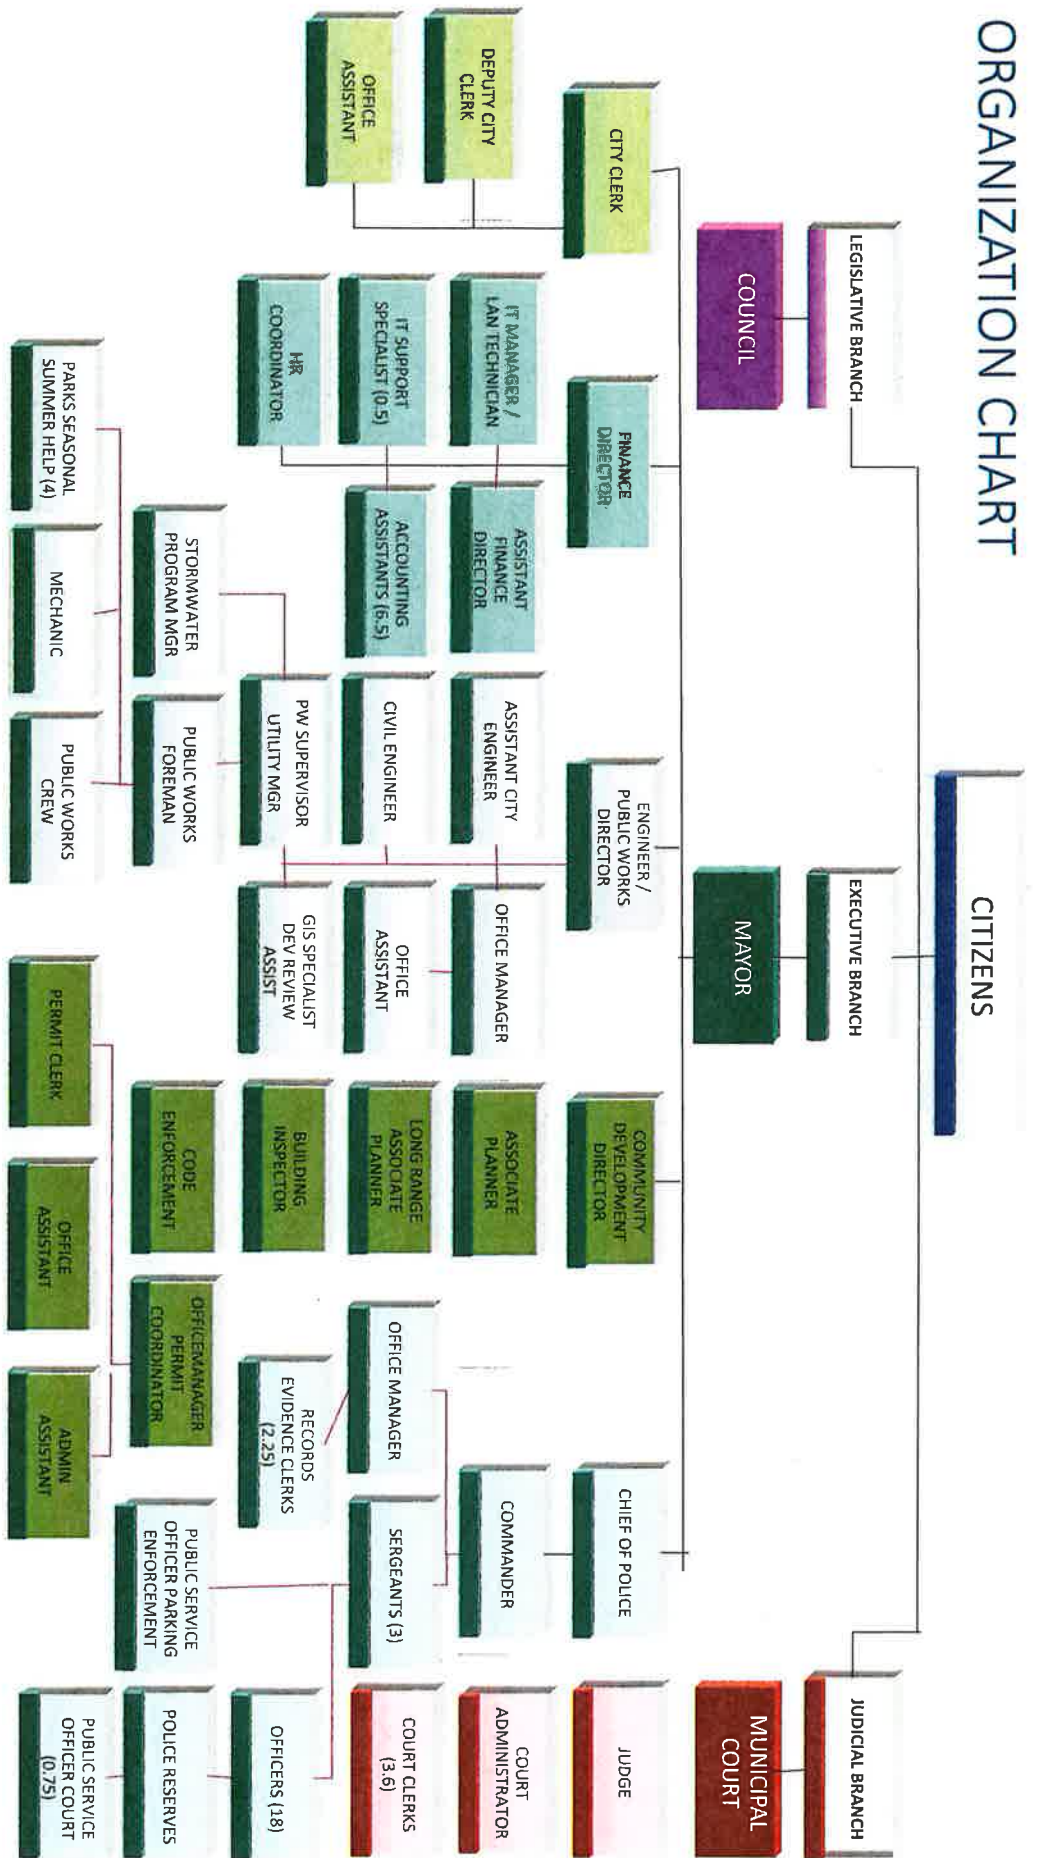 ORGANIZATION CHART
CITIZENS
LEGISLATIVE BRANCH
EXECUTIVE BRANCH
JUDICIAL BRANCH
COUNCIL
MAYOR
MUNICIPAL
COURT
CITY CLERK
DEPUTY CITY
CLERK
OFFICE
ASSISTANT
FINANCE
DIRECTOR
IT MANAGER /
LAN TECHNICIAN
ASSISTANT
FINANCE
DIRECTOR
IT SUPPORT
SPECIALIST (0.5)
ACCOUNTING
ASSISTANTS (6.5)
HR
COORDINATOR
ENGINEER /
PUBLIC WORKS
DIRECTOR
ASSISTANT CITY
ENGINEER
OFFICE MANAGER
CIVIL ENGINEER
OFFICE
ASSISTANT
PW SUPERVISOR
UTILITY MGR
GIS SPECIALIST
DEV REVIEW
ASSIST
STORMWATER
PROGRAM MGR
PUBLIC WORKS
FOREMAN
PARKS SEASONAL
SUMMER HELP (4)
MECHANIC
PUBLIC WORKS
CREW
COMMUNITY
DEVELOPMENT
DIRECTOR
ASSOCIATE
PLANNER
LONG RANGE
ASSOCIATE
PLANNER
BUILDING
INSPECTOR
CODE
ENFORCEMENT
OFFICEMANAGER
PERMIT
COORDINATOR
PERMIT CLERK
OFFICE
ASSISTANT
ADMIN
ASSISTANT
CHIEF OF POLICE
COMMANDER
OFFICE MANAGER
SERGEANTS (3)
RECORDS
EVIDENCE CLERKS
(2.25)
PUBLIC SERVICE
OFFICER PARKING
ENFORCEMENT
OFFICERS (18)
POLICE RESERVES
PUBLIC SERVICE
OFFICER COURT
(0.75)
JUDGE
COURT
ADMINISTRATOR
COURT CLERKS
(3.6)